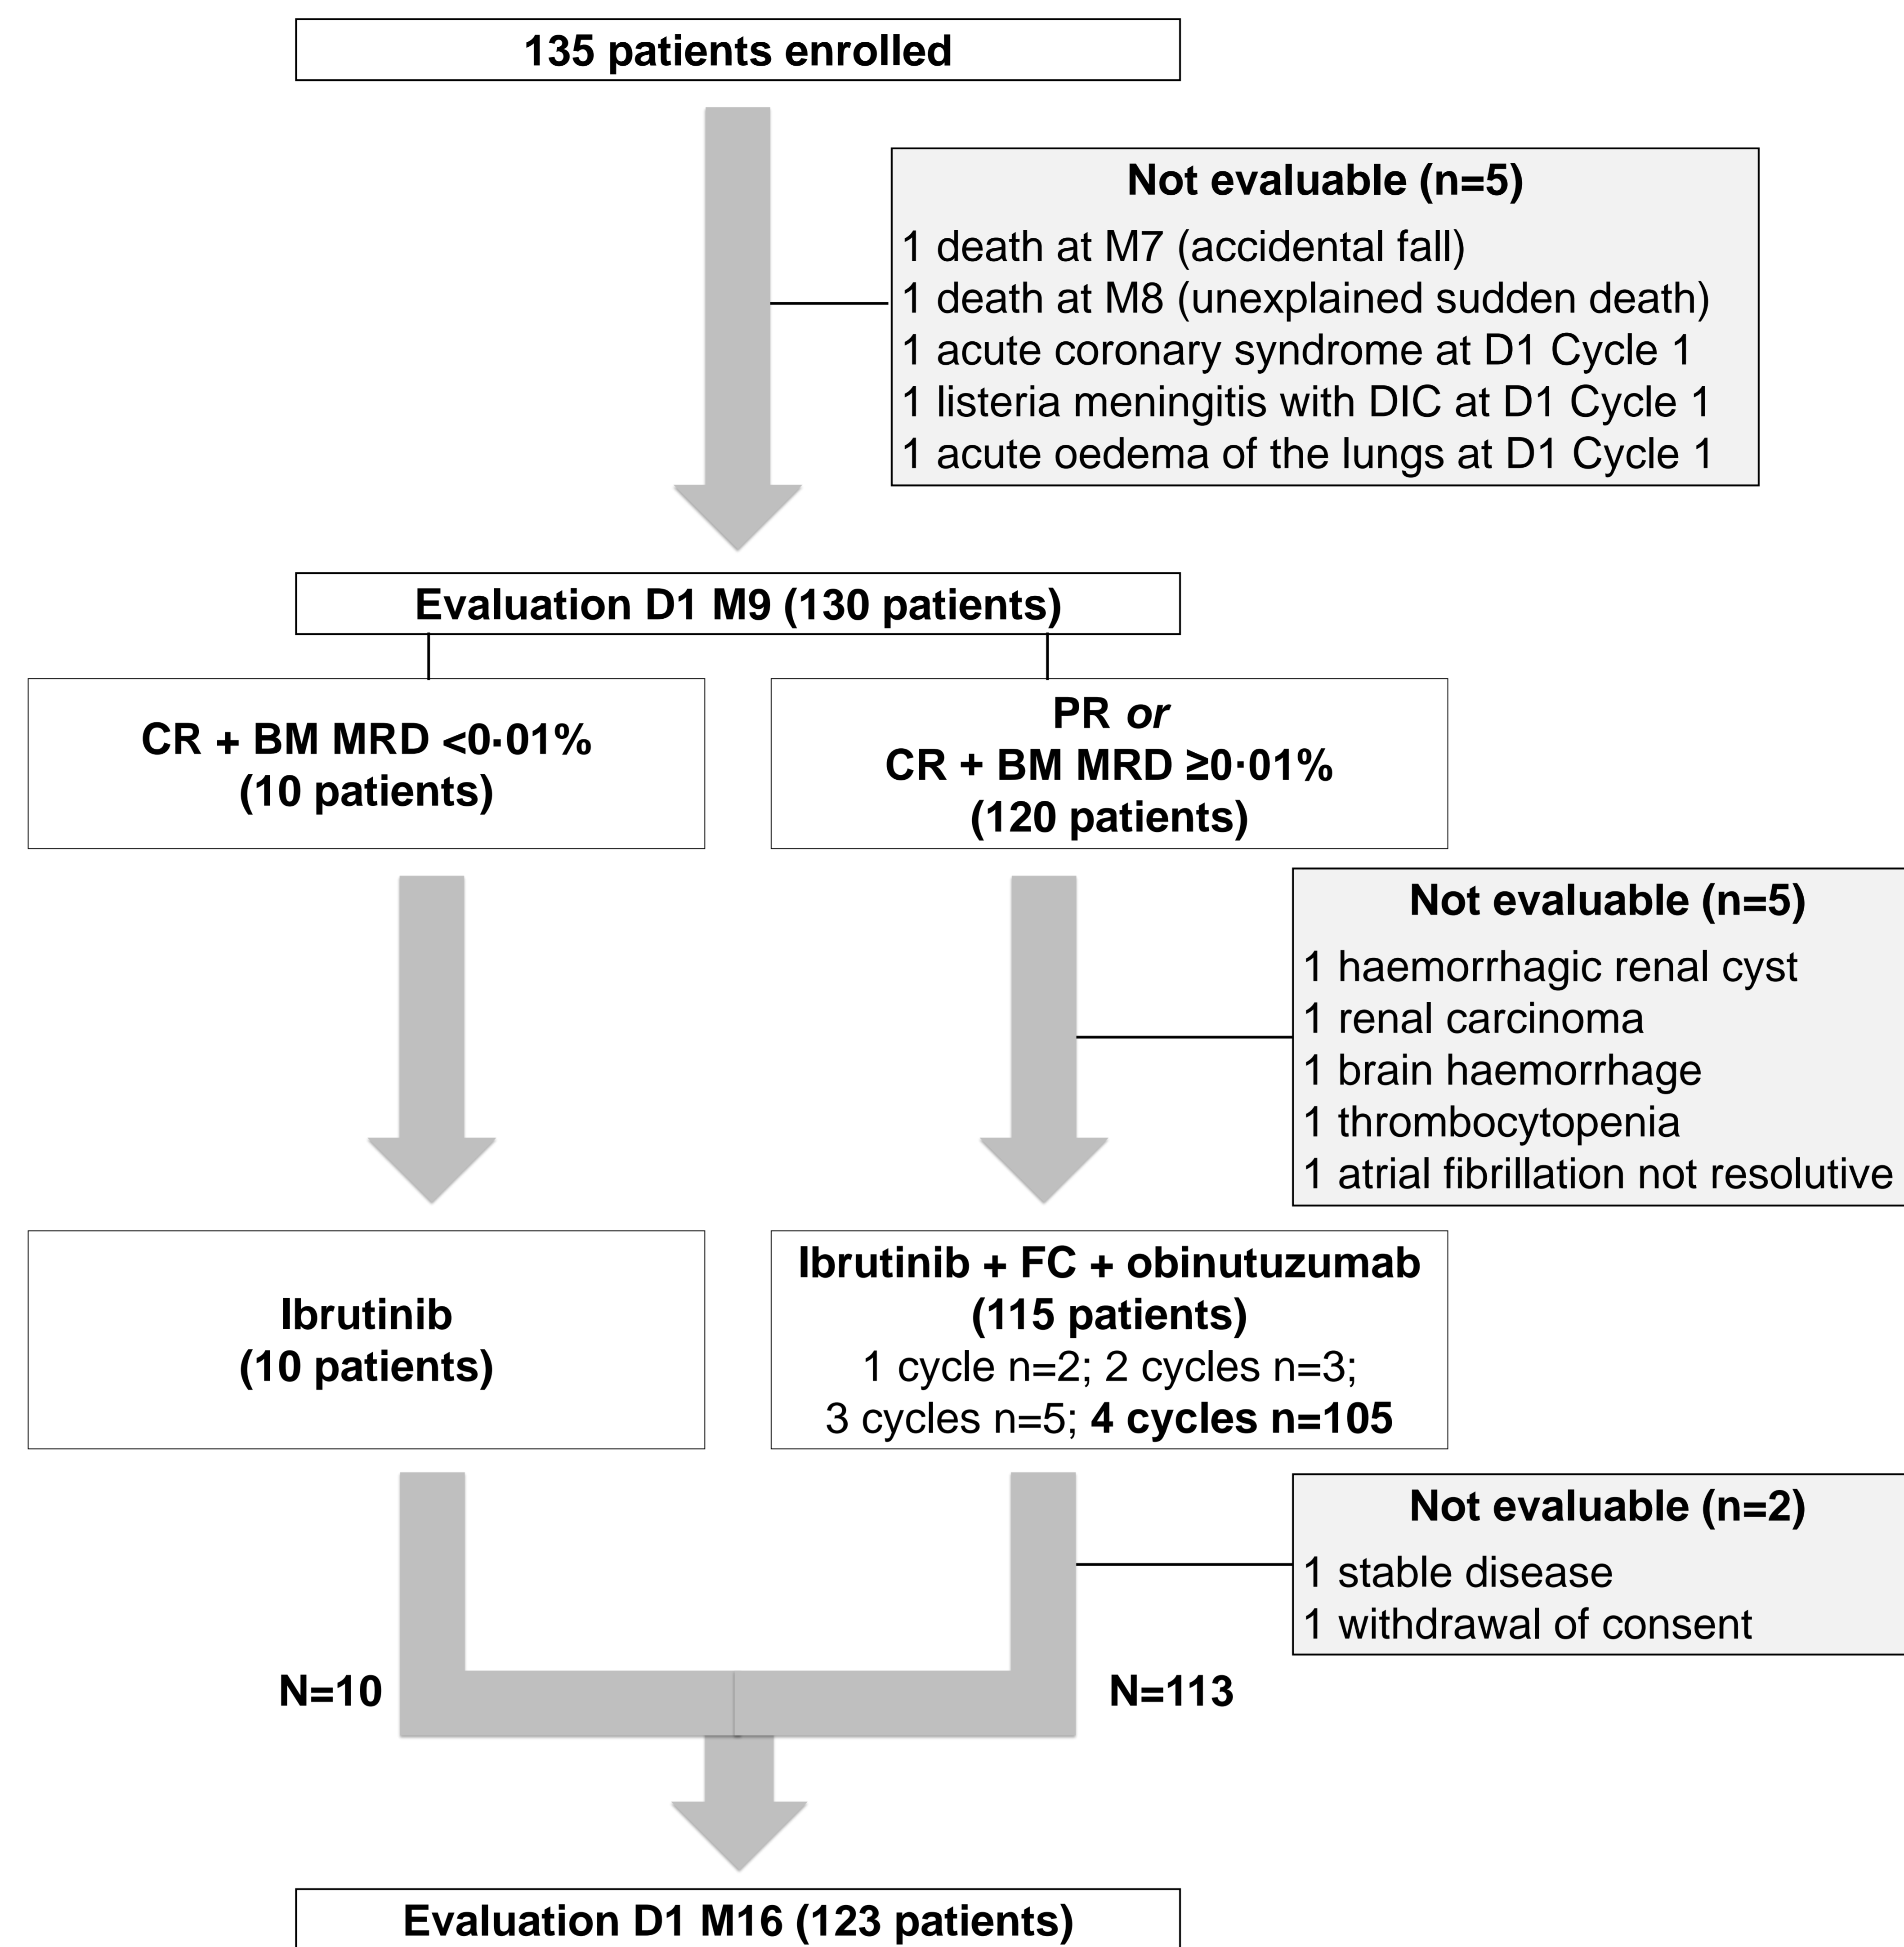 135 patients enrolled
Not evaluable (n=5)
1 death at M7 (accidental fall)
1 death at M8 (unexplained sudden death)
1 acute coronary syndrome at D1 Cycle 1
1 listeria meningitis with DIC at D1 Cycle 1
1 acute oedema of the lungs at D1 Cycle 1
Evaluation D1 M9 (130 patients)
CR + BM MRD <0·01%
(10 patients)
PR or
CR + BM MRD ≥0·01%
(120 patients)
Not evaluable (n=5)
1 haemorrhagic renal cyst
1 renal carcinoma
1 brain haemorrhage
1 thrombocytopenia
1 atrial fibrillation not resolutive
Ibrutinib
(10 patients)
Ibrutinib + FC + obinutuzumab
(115 patients)
1 cycle n=2; 2 cycles n=3;
3 cycles n=5; 4 cycles n=105
Not evaluable (n=2)
1 stable disease
1 withdrawal of consent
N=10
N=113
Evaluation D1 M16 (123 patients)